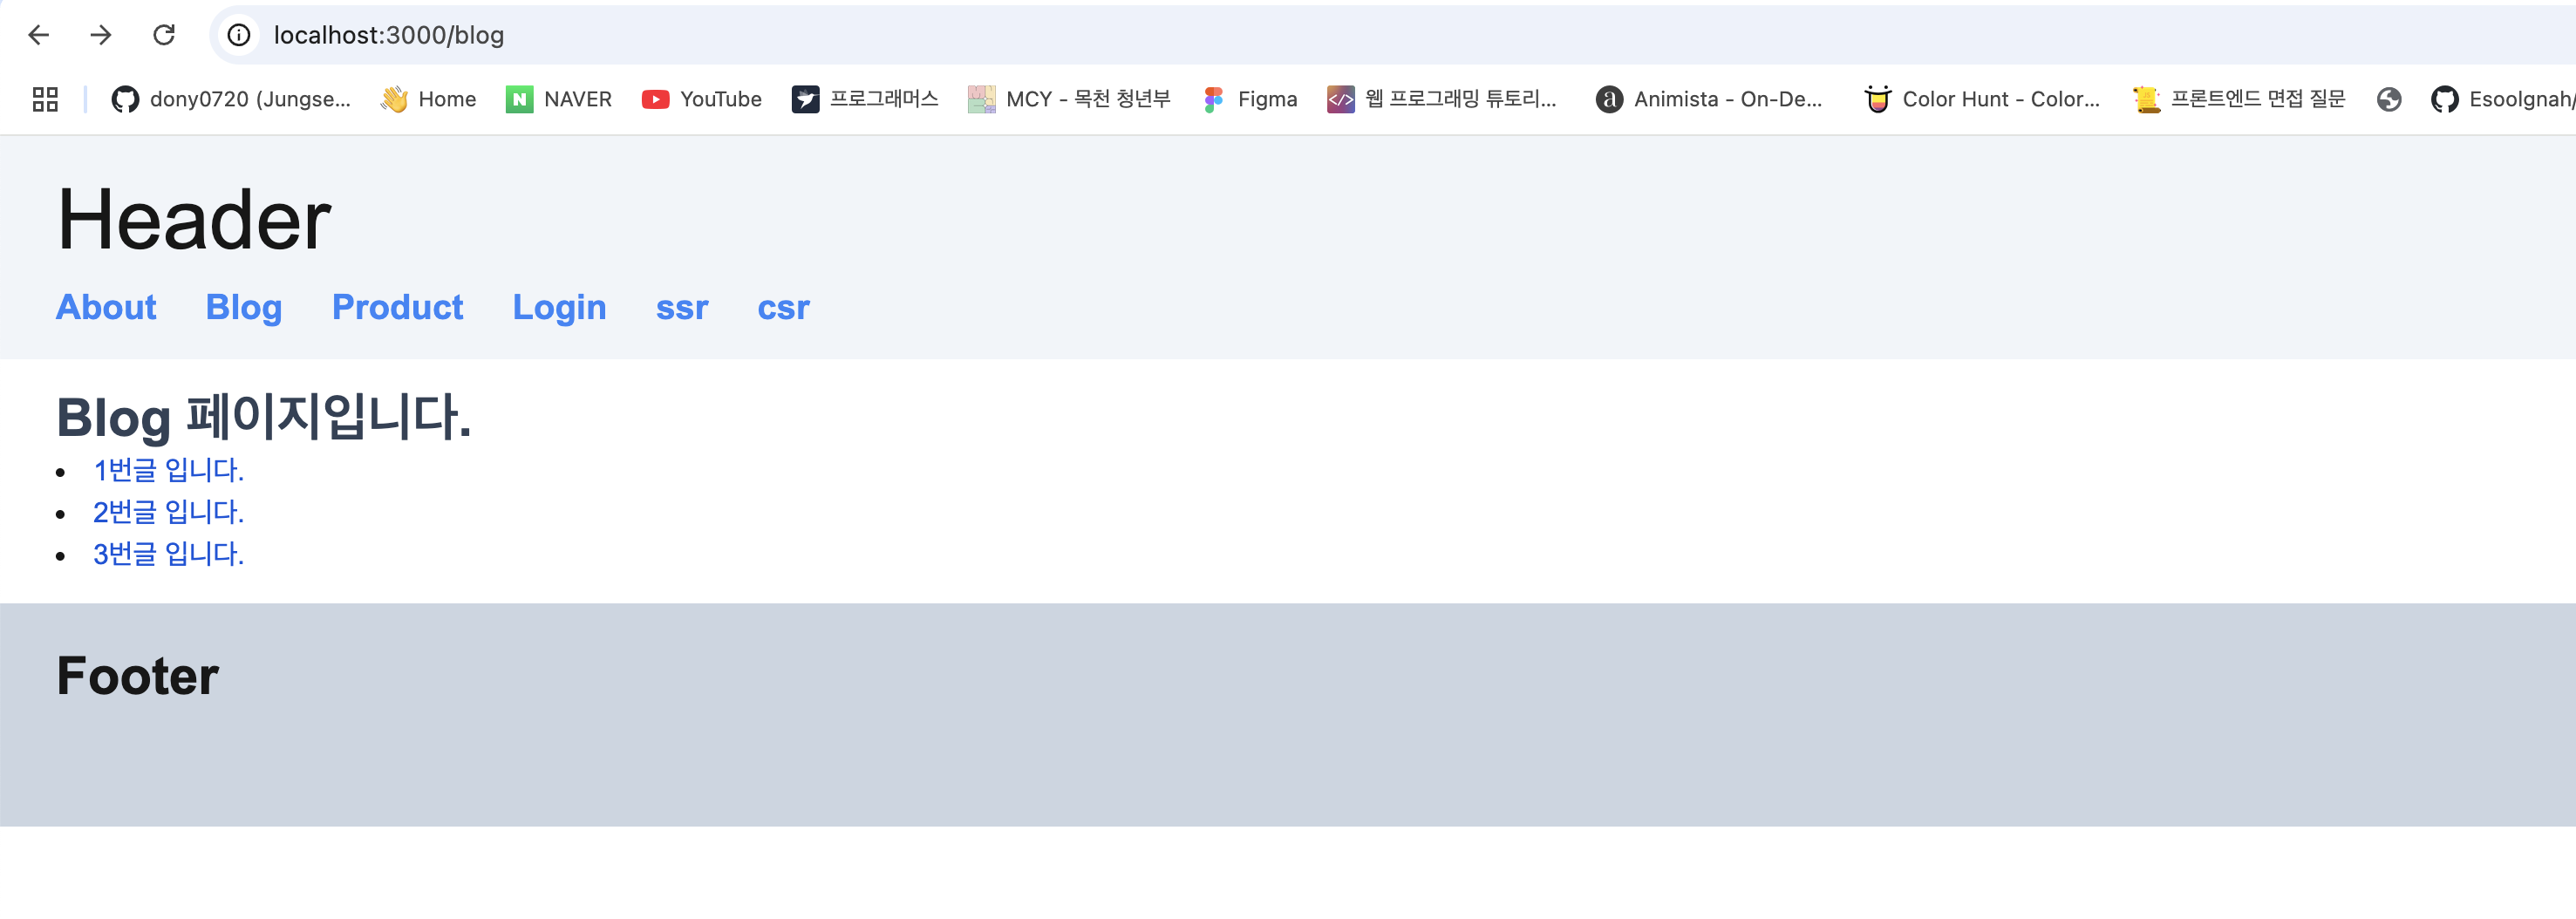 localhost:3000/blog
dony0720 (Jungse... Home NAVER YouTube 프로그래머스 MCY - 목천 청년부 Figma 웹 프로그래밍 튜토리... Animista - On-De... Color Hunt - Color... 프론트엔드 면접 질문 Esoolgnah/
Header
About Blog Product Login ssr csr
Blog 페이지입니다.
• 1번글 입니다.
• 2번글 입니다.
• 3번글 입니다.
Footer